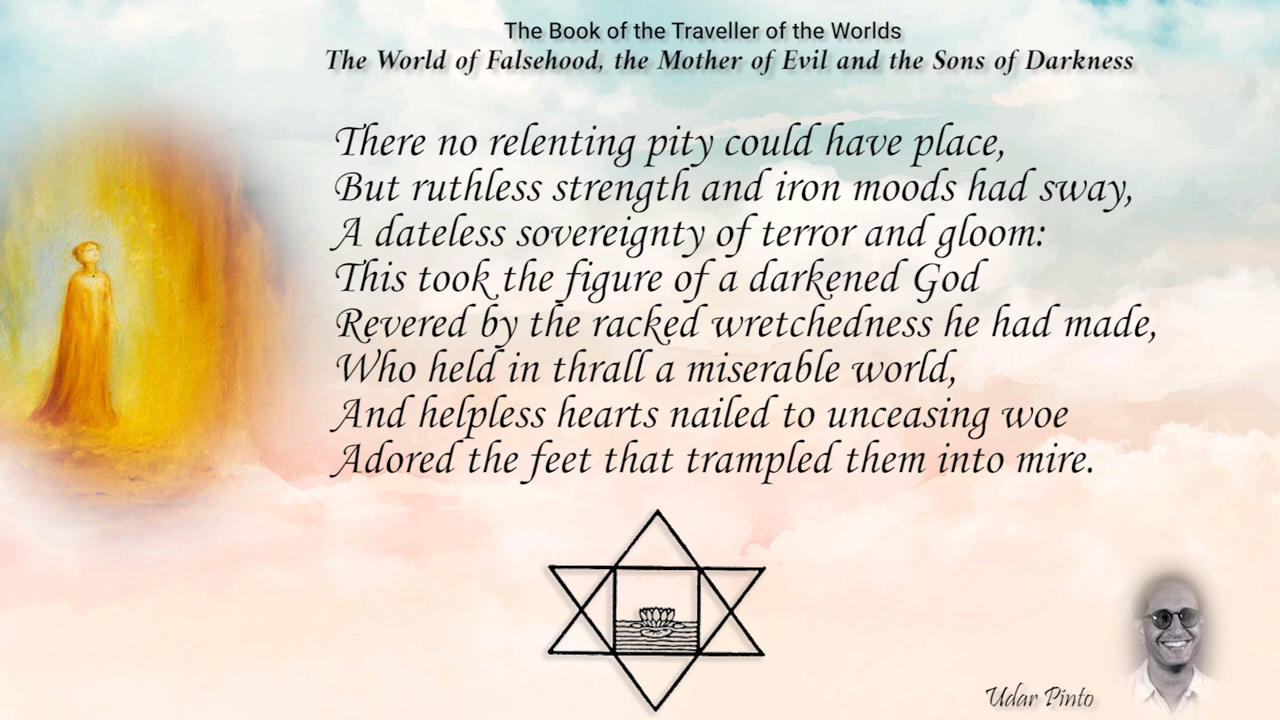 The Book of the Traveller of the Worlds
The World of Falsehood, the Mother of Evil and the Sons of Darkness
There no relenting pity could have place,
But ruthless strength and iron moods had sway,
A dateless sovereignty of terror and gloom:
This took the figure of a darkened God
Revered by the racked wretchedness he had made,
Who held in thrall a miserable world,
And helpless hearts nailed to unceasing woe
Adored the feet that trampled them into mire.
Udar Pinto